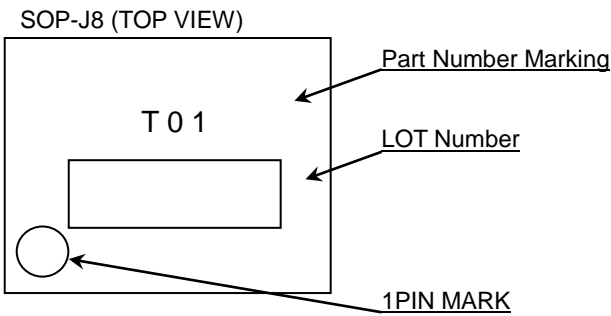 SOP-J8 (TOP VIEW)
Part Number Marking
T 0 1
LOT Number
1PIN MARK